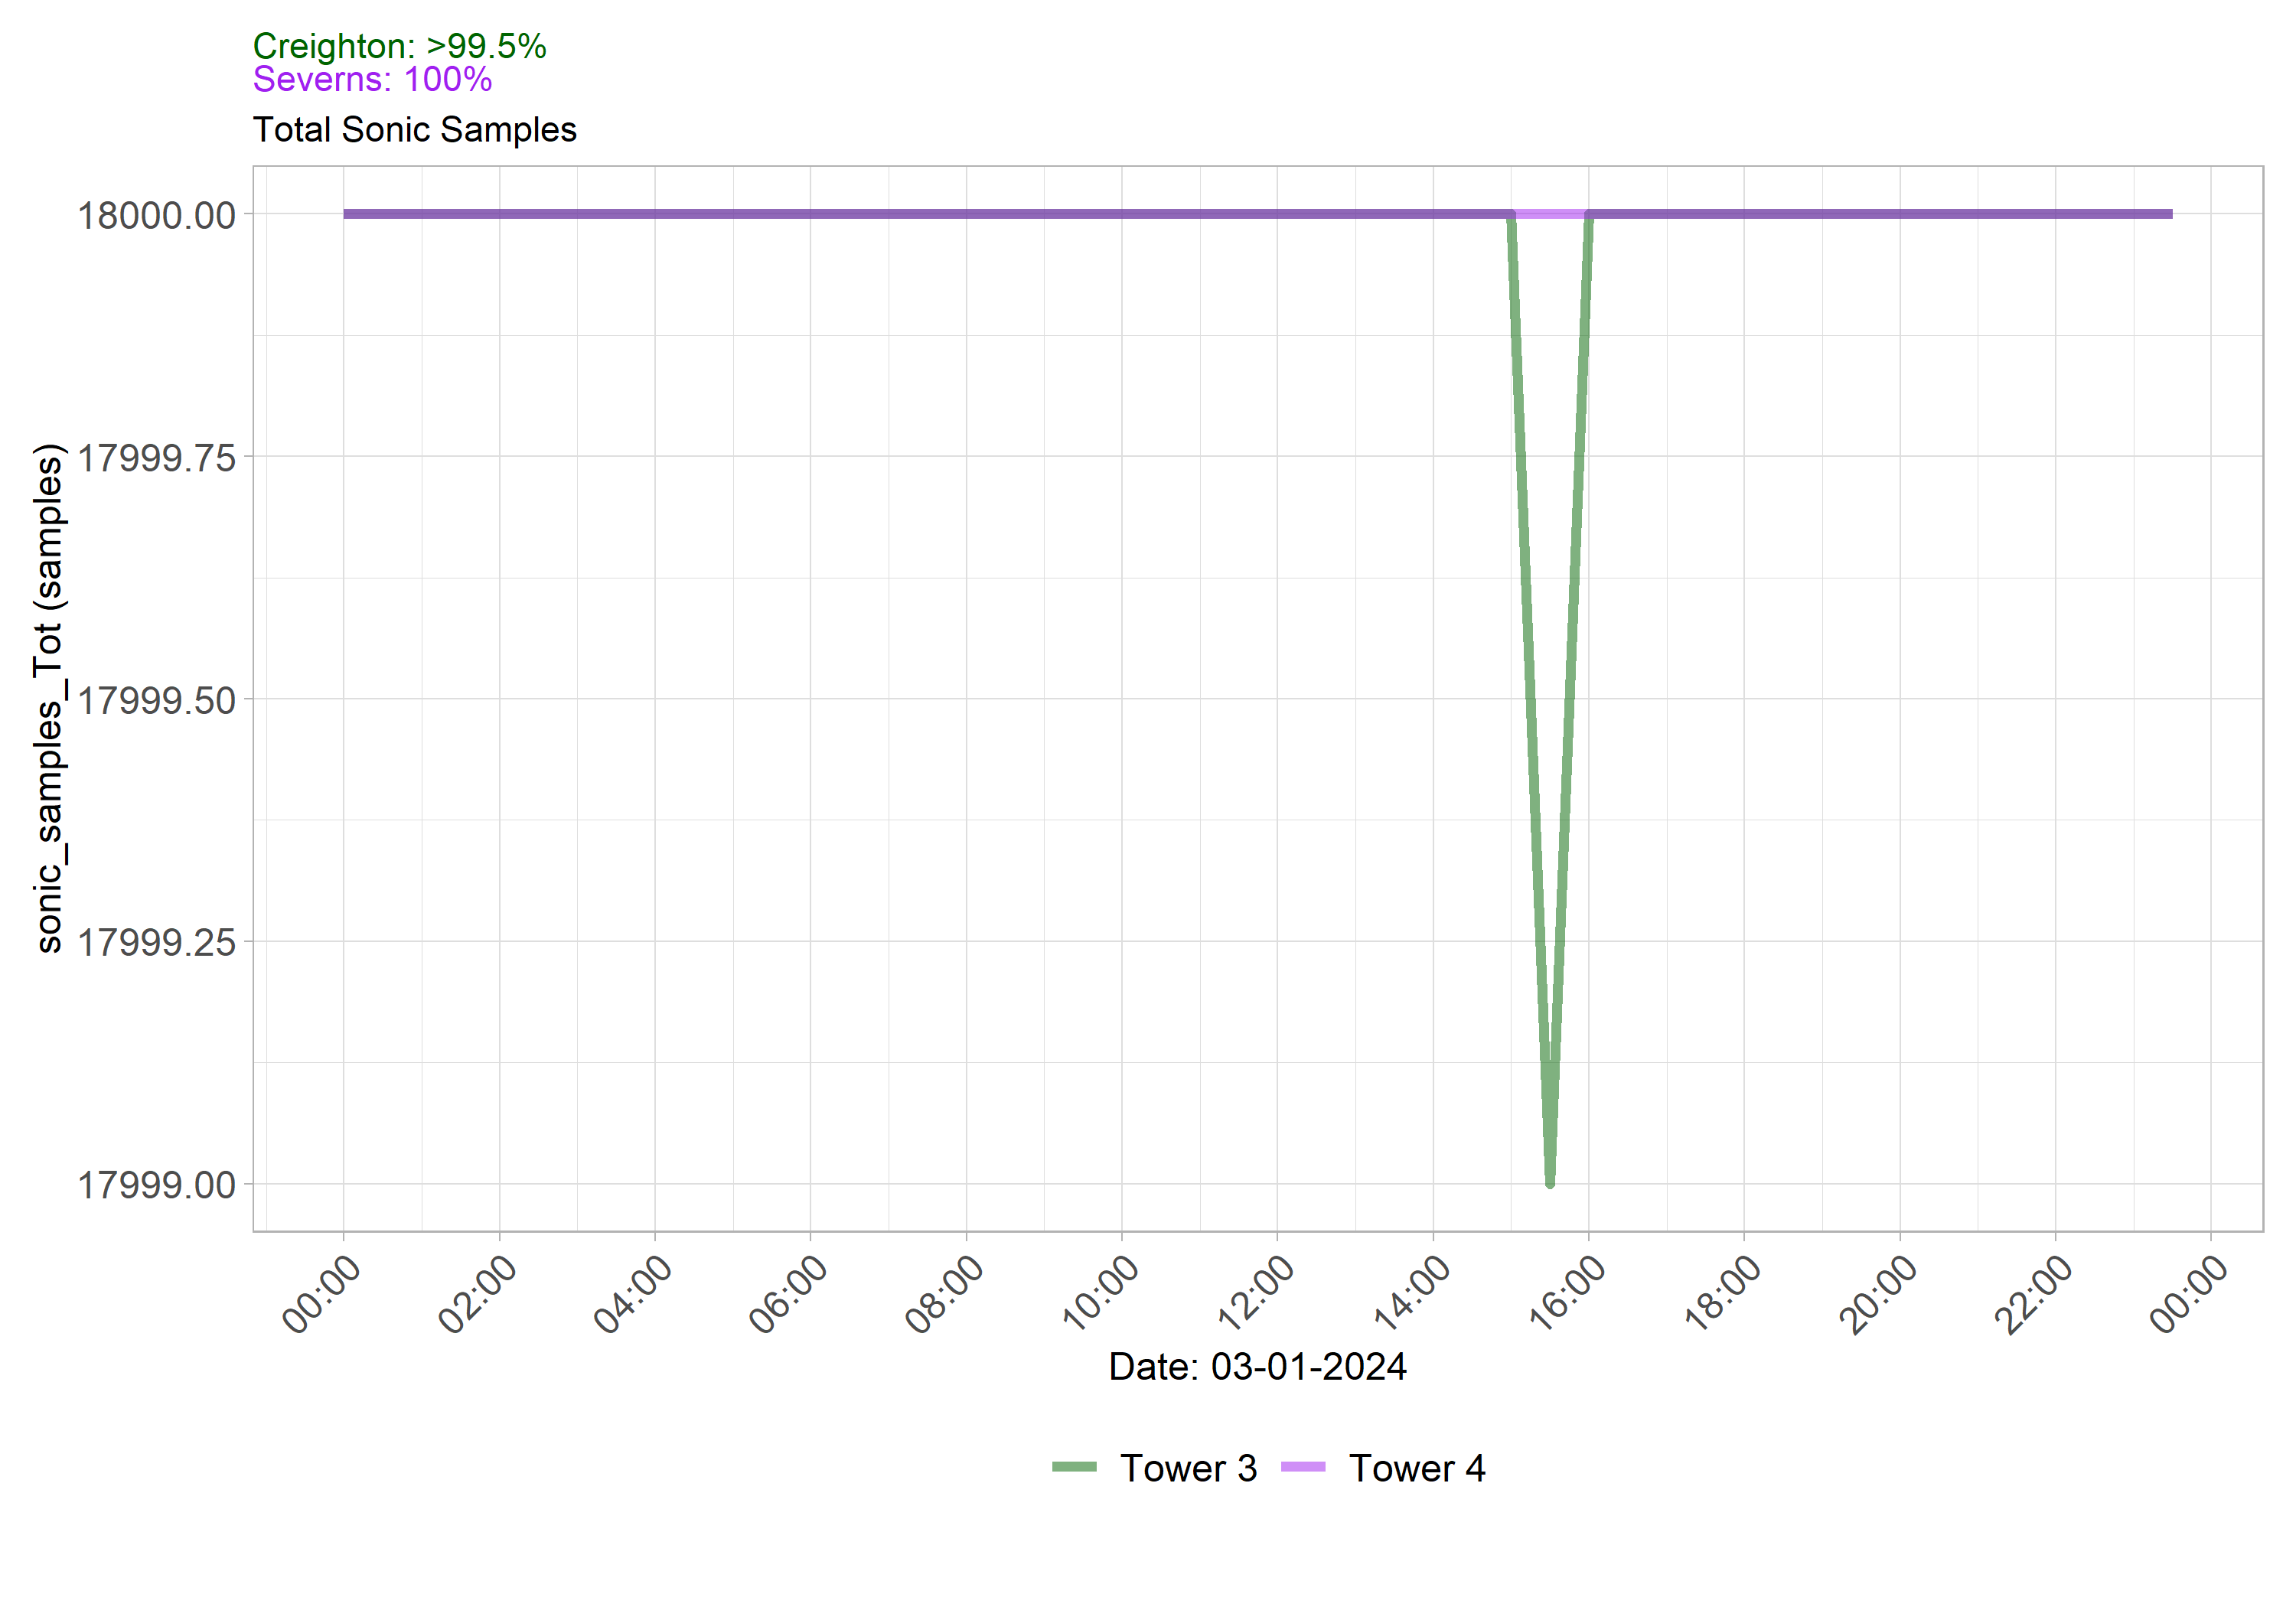 Creighton: >99.5%
Severns: 100%
Total Sonic Samples
sonic_samples_Tot (samples)
18000.00
17999.75
17999.50
17999.25
17999.00
00:00
02:00
04:00
06:00
08:00
10:00
12:00
14:00
16:00
18:00
20:00
22:00
00:00
Date: 03-01-2024
Tower 3
Tower 4